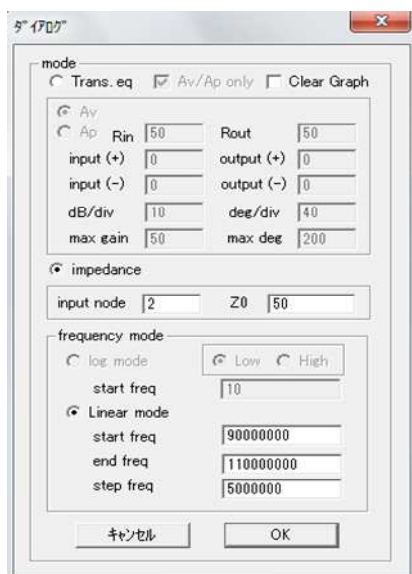 ﾀﾞｲｱﾛｸﾞ
mode
Trans. eq Av/Ap only Clear Graph
Av
Ap Rin 50 Rout 50
input (+) 0 output (+) 0
input (-) 0 output (-) 0
dB/div 10 deg/div 40
max gain 50 max deg 200
impedance
input node 2 Z0 50
frequency mode
log mode Low High
start freq 10
Linear mode
start freq 90000000
end freq 110000000
step freq 5000000
ｷｬﾝｾﾙ OK